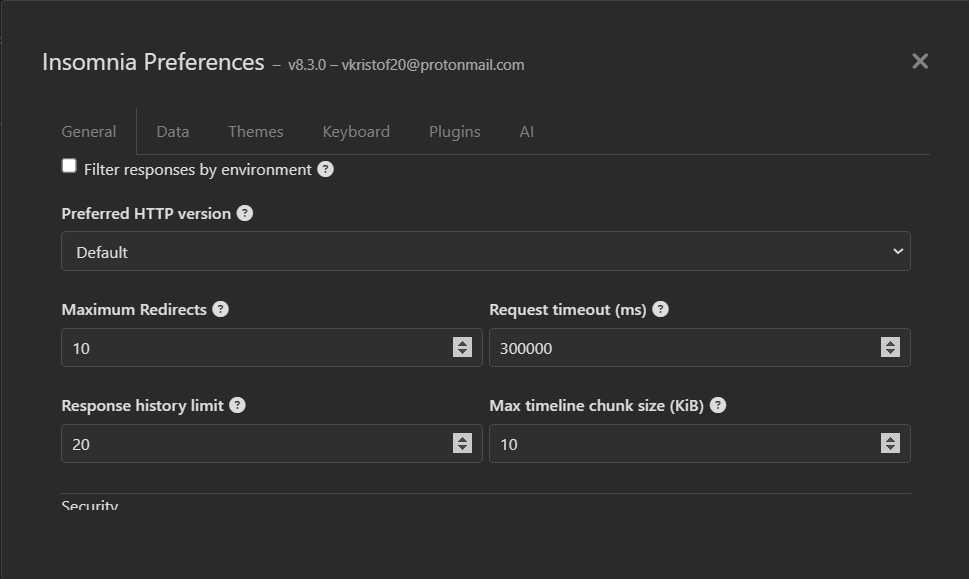 Insomnia Preferences – v8.3.0 – vkristof20@protonmail.com
General Data Themes Keyboard Plugins AI
Filter responses by environment
Preferred HTTP version
Default
Maximum Redirects Request timeout (ms)
10 300000
Response history limit Max timeline chunk size (KiB)
20 10
Security